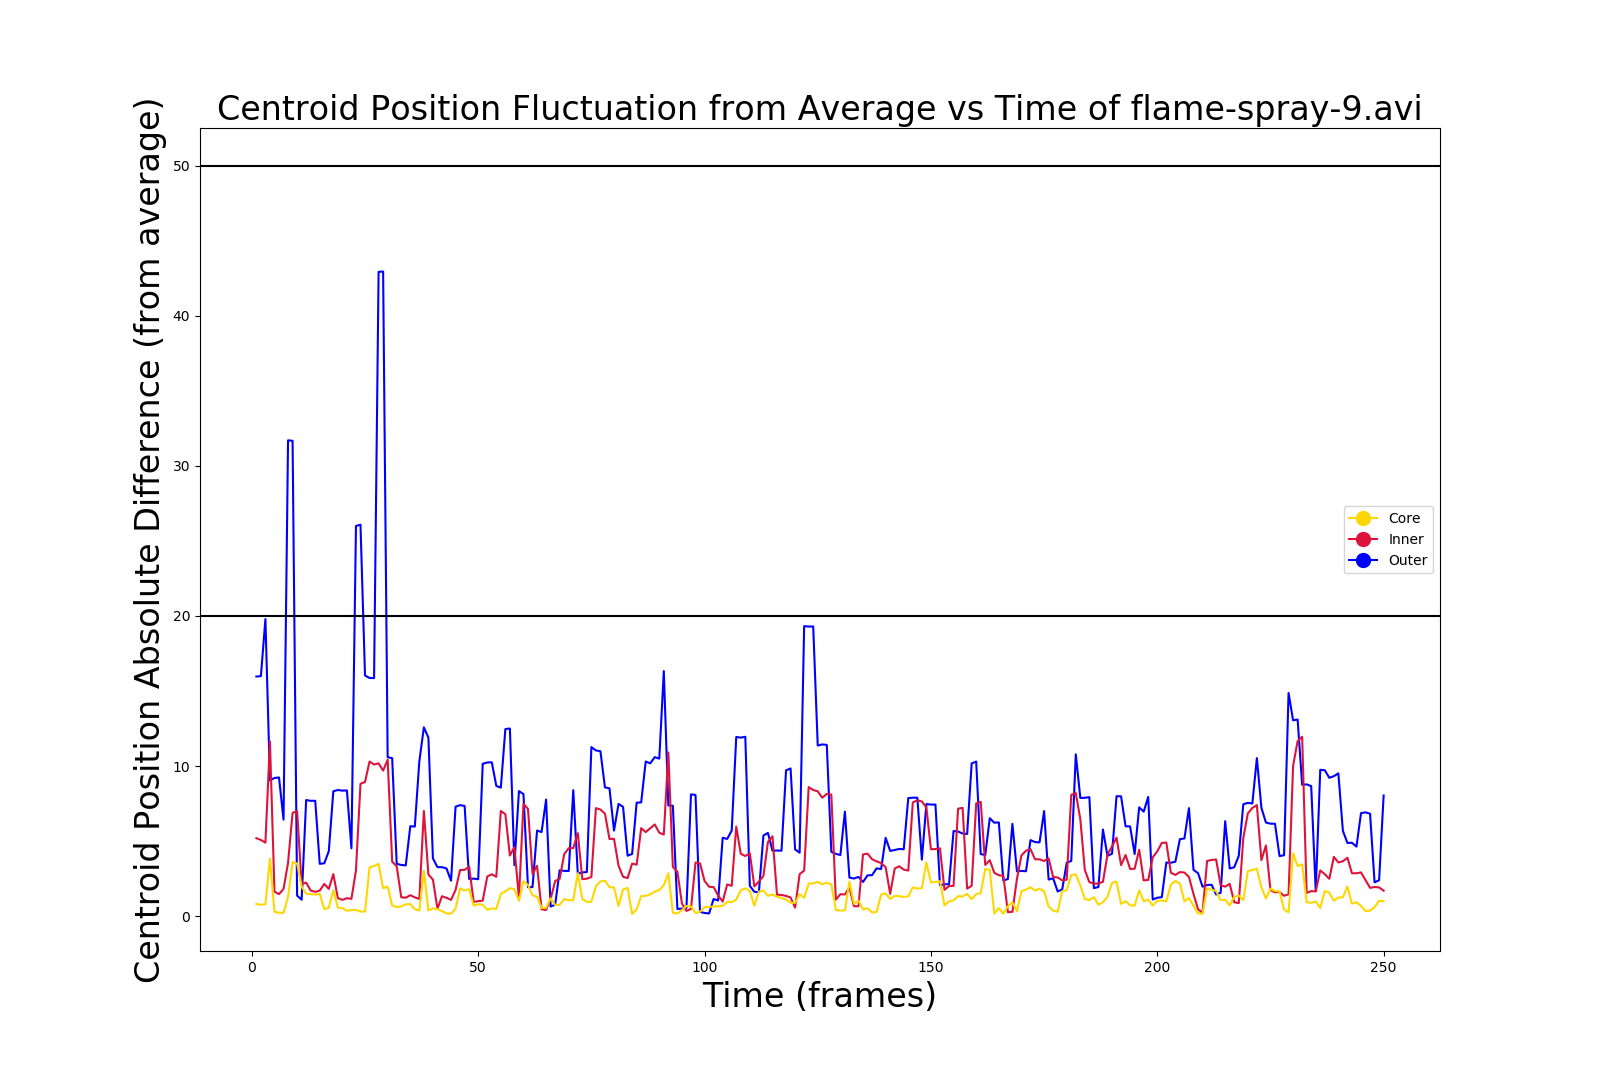 Centroid Position Fluctuation from Average vs Time of flame-spray-9.avi
Centroid Position Absolute Difference (from average)
50
40
30
20
10
0
Core
Inner
Outer
0 50 100 150 200 250
Time (frames)